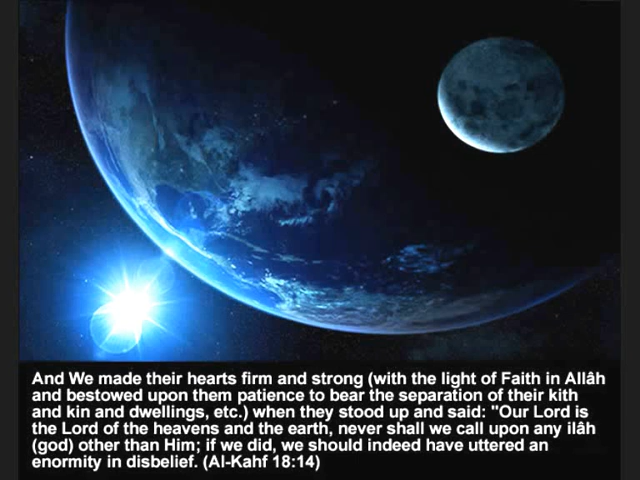 And We made their hearts firm and strong (with the light of Faith in Allâh
and bestowed upon them patience to bear the separation of their kith
and kin and dwellings, etc.) when they stood up and said: "Our Lord is
the Lord of the heavens and the earth, never shall we call upon any ilâh
(god) other than Him; if we did, we should indeed have uttered an
enormity in disbelief. (Al-Kahf 18:14)